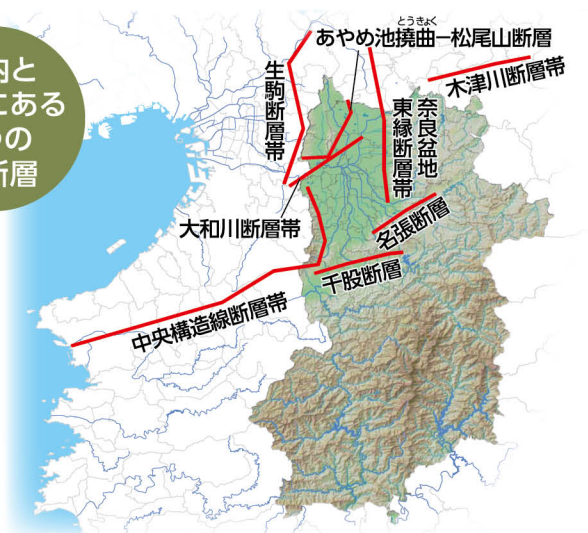 内と
にある
の
断層
とうきょく
あやめ池撓曲ー松尾山断層
木津川断層帯
生駒断層帯
奈良盆地
東縁断層帯
大和川断層帯
名張断層
千股断層
中央構造線断層帯